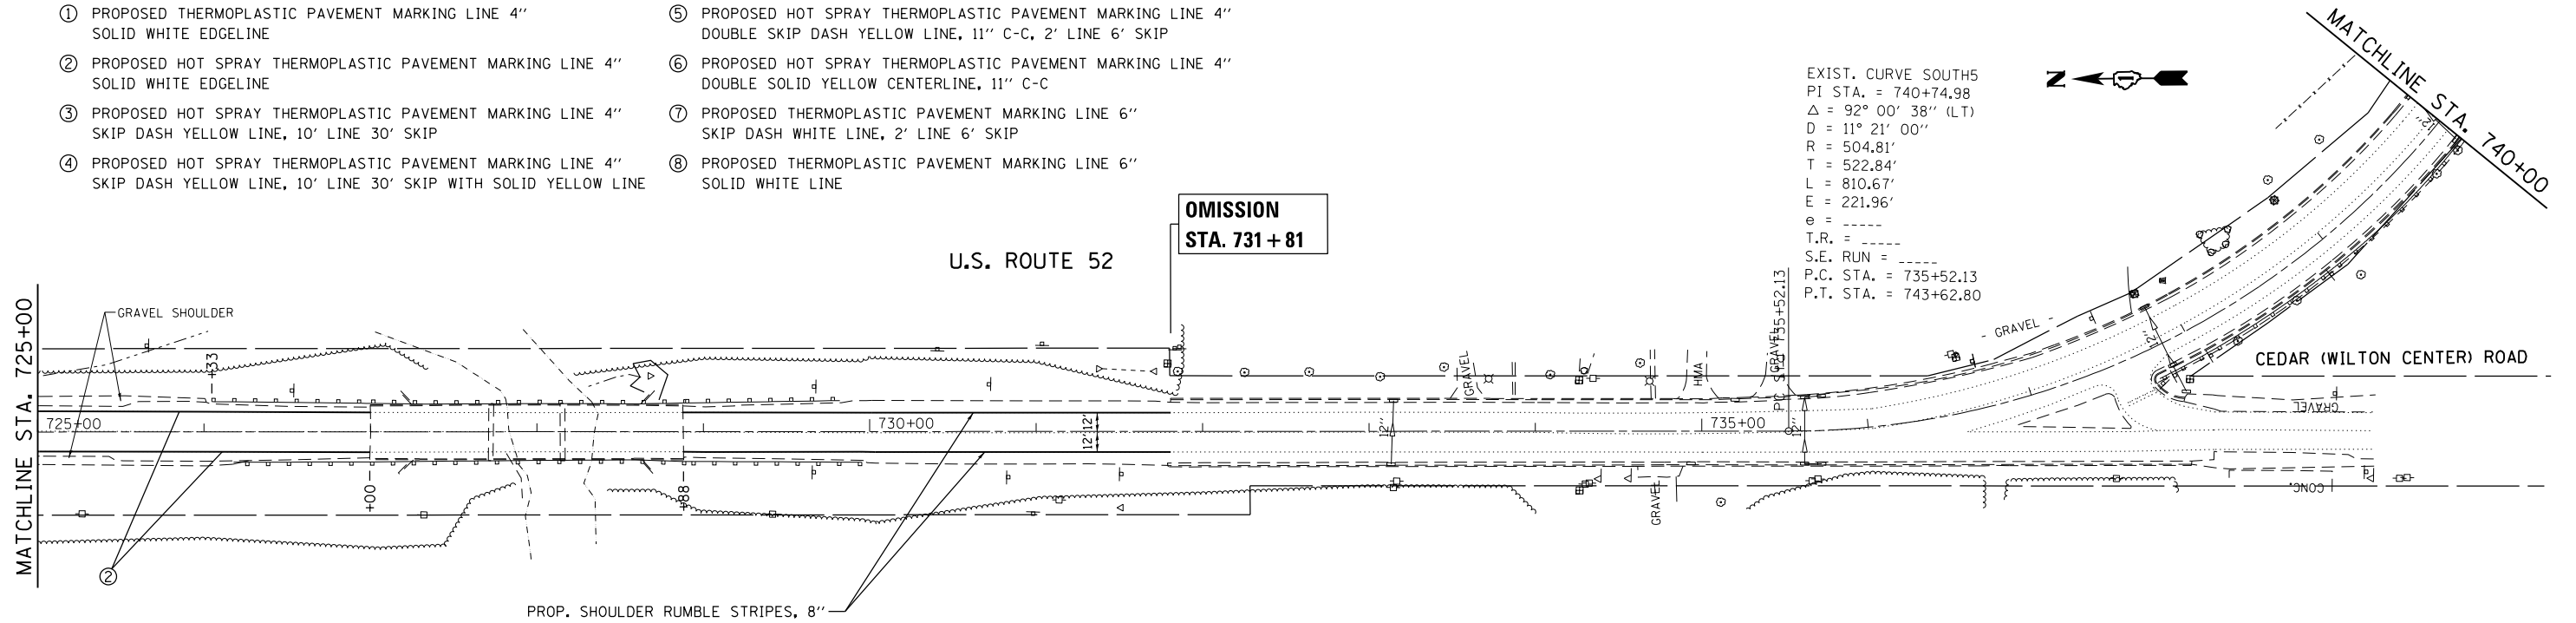 ① PROPOSED THERMOPLASTIC PAVEMENT MARKING LINE 4''
SOLID WHITE EDGELINE
② PROPOSED HOT SPRAY THERMOPLASTIC PAVEMENT MARKING LINE 4''
SOLID WHITE EDGELINE
③ PROPOSED HOT SPRAY THERMOPLASTIC PAVEMENT MARKING LINE 4''
SKIP DASH YELLOW LINE, 10' LINE 30' SKIP
④ PROPOSED HOT SPRAY THERMOPLASTIC PAVEMENT MARKING LINE 4''
SKIP DASH YELLOW LINE, 10' LINE 30' SKIP WITH SOLID YELLOW LINE
⑤ PROPOSED HOT SPRAY THERMOPLASTIC PAVEMENT MARKING LINE 4''
DOUBLE SKIP DASH YELLOW LINE, 11'' C-C, 2' LINE 6' SKIP
⑥ PROPOSED HOT SPRAY THERMOPLASTIC PAVEMENT MARKING LINE 4''
DOUBLE SOLID YELLOW CENTERLINE, 11'' C-C
⑦ PROPOSED THERMOPLASTIC PAVEMENT MARKING LINE 6''
SKIP DASH WHITE LINE, 2' LINE 6' SKIP
⑧ PROPOSED THERMOPLASTIC PAVEMENT MARKING LINE 6''
SOLID WHITE LINE
EXIST. CURVE SOUTH5
PI STA. = 740+74.98
Δ = 92° 00' 38'' (LT)
D = 11° 21' 00''
R = 504.81'
T = 522.84'
L = 810.67'
E = 221.96'
e = -----
T.R. = -----
S.E. RUN = -----
P.C. STA. = 735+52.13
P.T. STA. = 743+62.80
N
MATCHLINE STA. 740+00
12'
OMISSION
STA. 731+81
U.S. ROUTE 52
MATCHLINE STA. 725+00
GRAVEL SHOULDER
+33
725+00
730+00
735+00
12' 12'
12'
12'
12'
GRAVEL
HMA
GRAVEL
PC STA 735+52.13
GRAVEL
CEDAR (WILTON CENTER) ROAD
GRAVEL
CONC.
GRAVEL
+00
+88
②
PROP. SHOULDER RUMBLE STRIPES, 8''